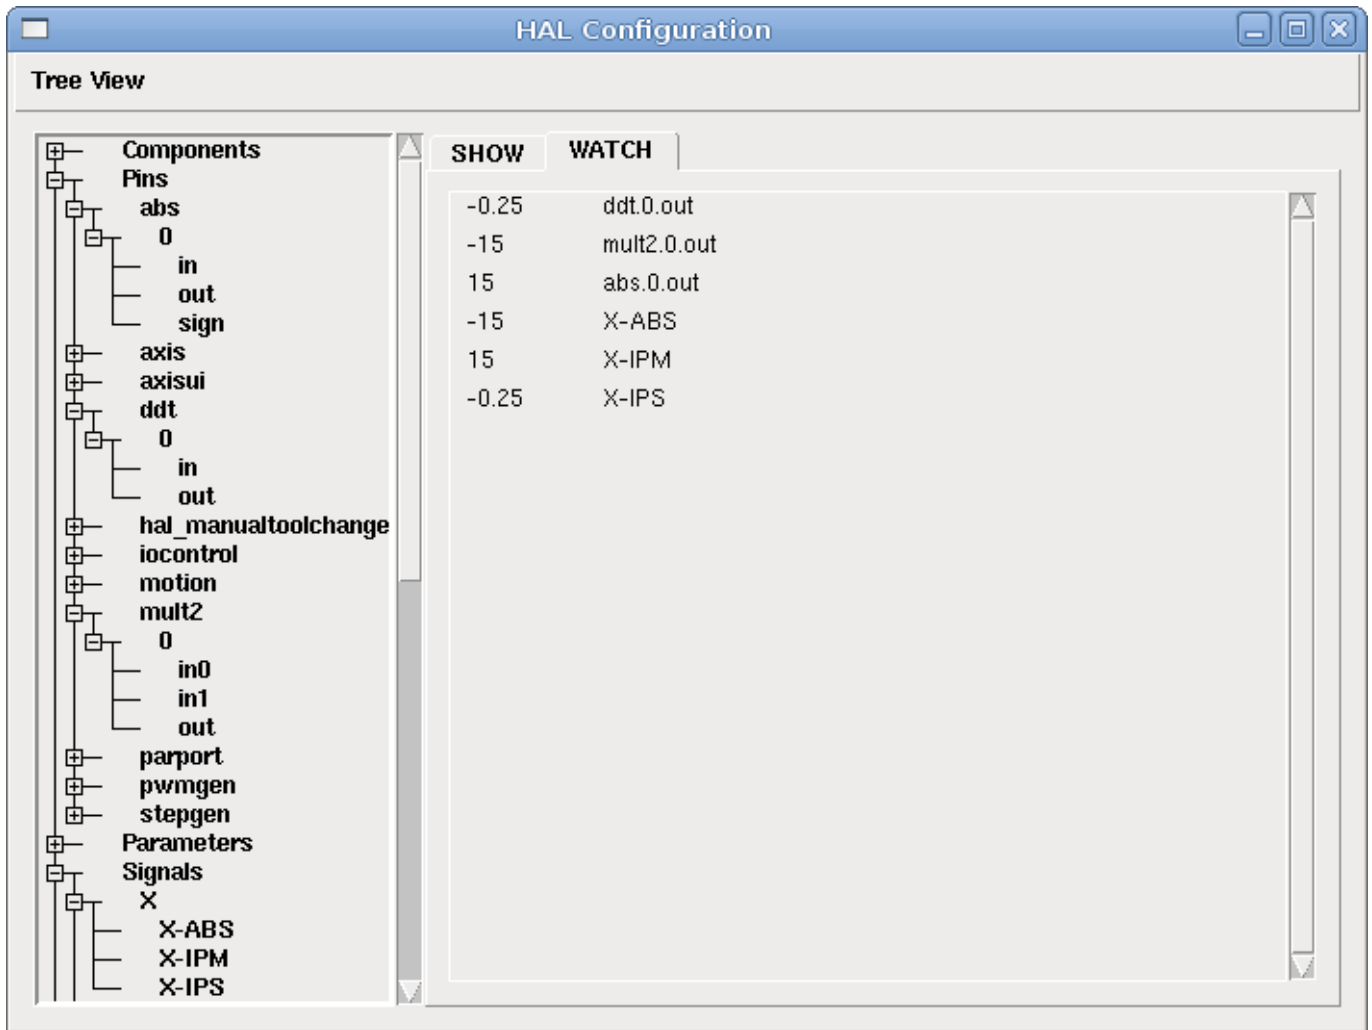 HAL Configuration
Tree View
Components
Pins
abs
0
in
out
sign
axis
axisui
ddt
0
in
out
hal_manualtoolchange
iocontrol
motion
mult2
0
in0
in1
out
parport
pwmgen
stepgen
Parameters
Signals
X
X-ABS
X-IPM
X-IPS
SHOW WATCH
-0.25 ddt.0.out
-15 mult2.0.out
15 abs.0.out
-15 X-ABS
15 X-IPM
-0.25 X-IPS